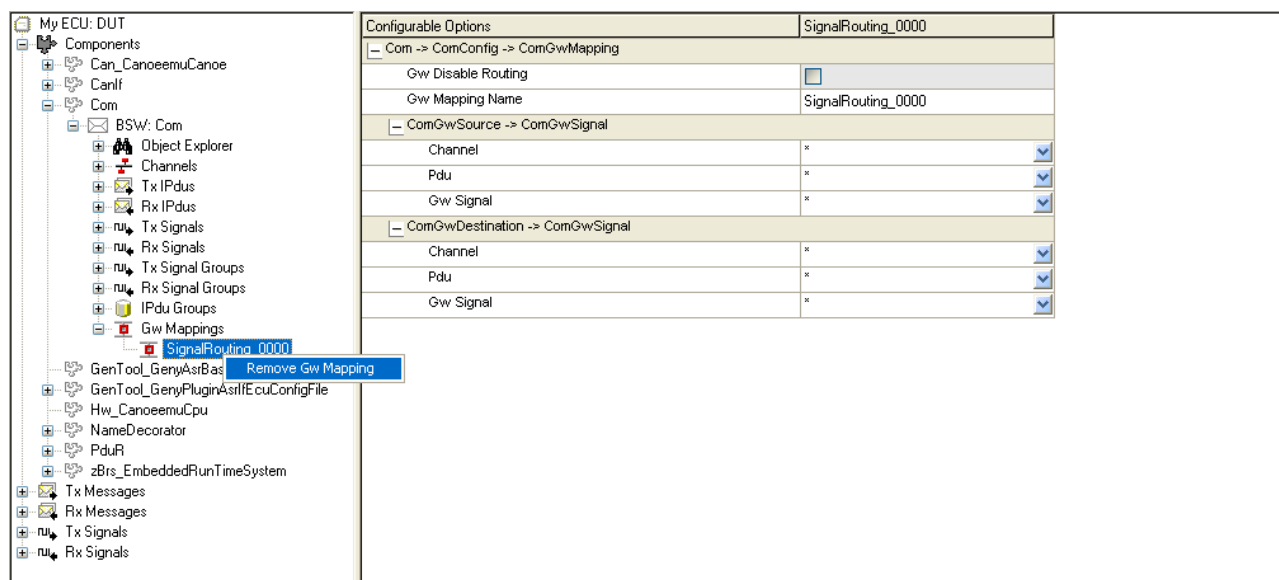 My ECU: DUT
Components
Can_CanoeemuCanoe
CanIf
Com
BSW: Com
Object Explorer
Channels
Tx IPdus
Rx IPdus
Tx Signals
Rx Signals
Tx Signal Groups
Rx Signal Groups
IPdu Groups
Gw Mappings
SignalRouting_0000
GenTool_GenyAsrBas
Remove Gw Mapping
GenTool_GenyPluginAsrIfEcuConfigFile
Hw_CanoeemuCpu
NameDecorator
PduR
zBrs_EmbeddedRunTimeSystem
Tx Messages
Rx Messages
Tx Signals
Rx Signals
Configurable Options SignalRouting_0000
Com -> ComConfig -> ComGwMapping
Gw Disable Routing
Gw Mapping Name SignalRouting_0000
ComGwSource -> ComGwSignal
Channel *
Pdu *
Gw Signal *
ComGwDestination -> ComGwSignal
Channel *
Pdu *
Gw Signal *